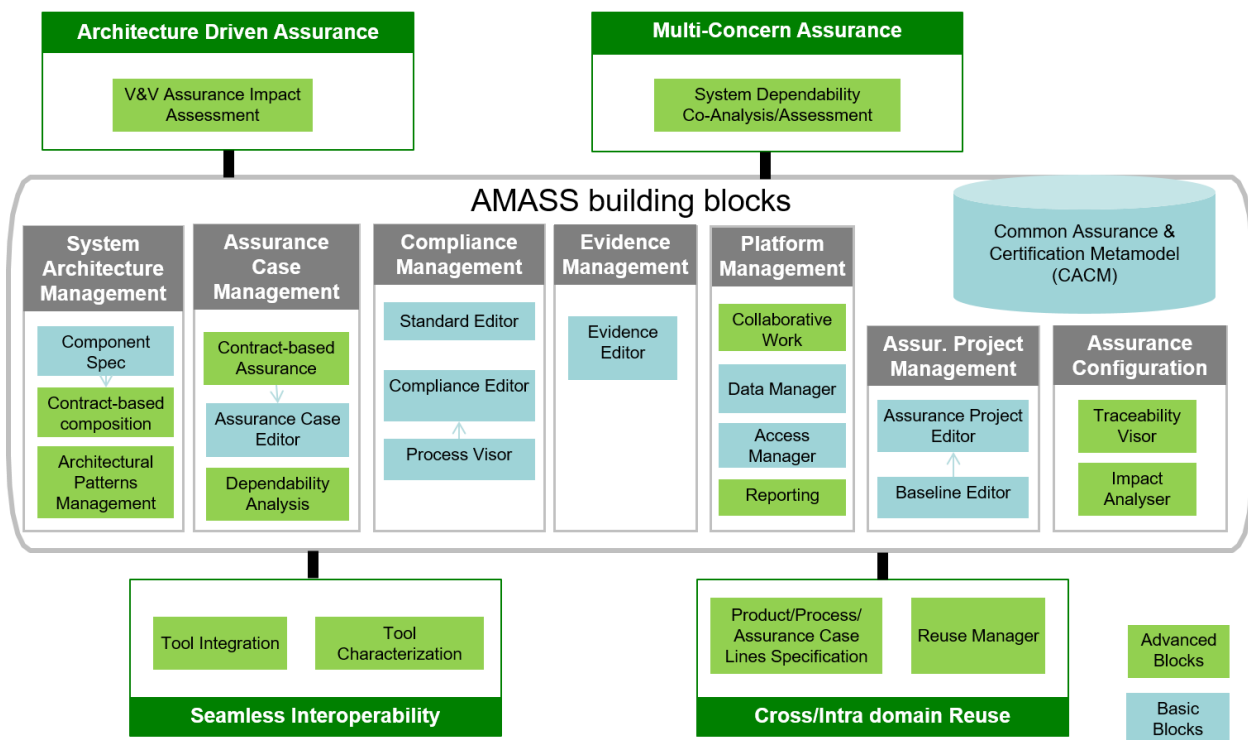 Architecture Driven Assurance
V&V Assurance Impact
Assessment
Multi-Concern Assurance
System Dependability
Co-Analysis/Assessment
AMASS building blocks
Common Assurance &
Certification Metamodel
(CACM)
System
Architecture
Management
Component
Spec
Contract-based
composition
Architectural
Patterns
Management
Assurance
Case
Management
Contract-based
Assurance
Assurance Case
Editor
Dependability
Analysis
Compliance
Management
Standard Editor
Compliance Editor
Process Visor
Evidence
Management
Evidence
Editor
Platform
Management
Collaborative
Work
Data Manager
Access
Manager
Reporting
Assur. Project
Management
Assurance Project
Editor
Baseline Editor
Assurance
Configuration
Traceability
Visor
Impact
Analyser
Tool Integration
Tool
Characterization
Seamless Interoperability
Product/Process/
Assurance Case
Lines Specification
Reuse Manager
Cross/Intra domain Reuse
Advanced
Blocks
Basic
Blocks